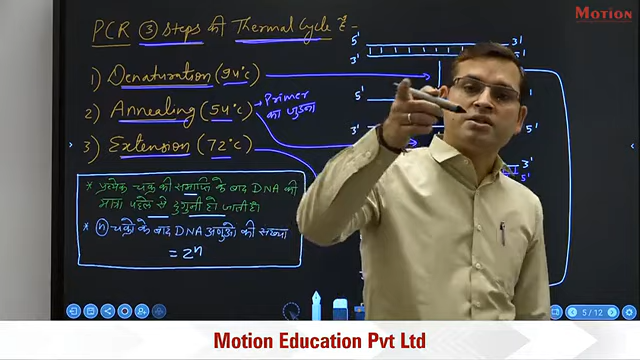 MOTION
PCR ③ Steps की Thermal Cycle है -
5' 3'
3'
1) Denaturation (94°C)
2) Annealing (54°C) → Primer का जुड़ना
5' 1
3' 5'
3) Extension (72°C)
3'
5'
* प्रत्येक चक्र की समाप्ति के बाद DNA की
मात्रा पहले से दुगुनी हो जाती है।
* ⓝ चक्रो के बाद DNA अणुओ की संख्या
= 2ⁿ
5 / 12
Motion Education Pvt Ltd